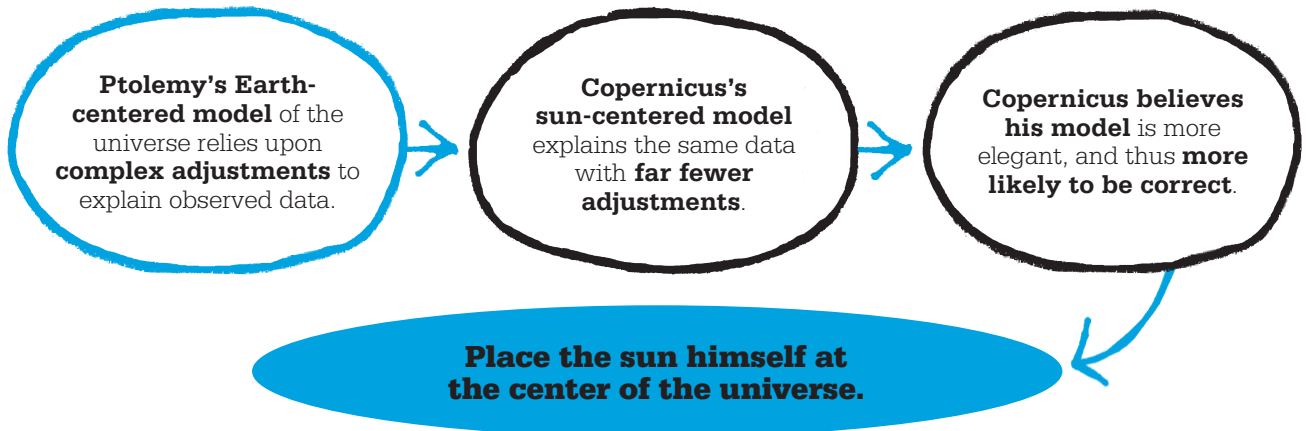 Ptolemy’s Earth-
centered model of the
universe relies upon
complex adjustments to
explain observed data.
Copernicus’s
sun-centered model
explains the same data
with far fewer
adjustments.
Copernicus believes
his model is more
elegant, and thus more
likely to be correct.
Place the sun himself at
the center of the universe.